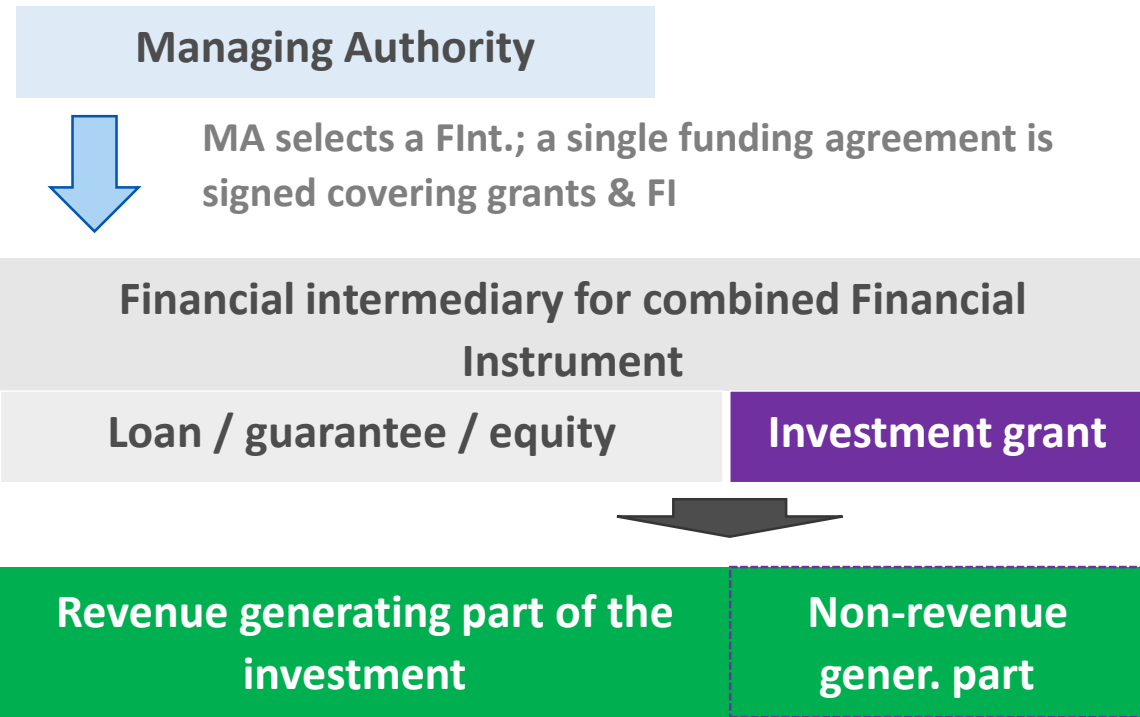 Managing Authority
MA selects a FInt.; a single funding agreement is
signed covering grants & FI
Financial intermediary for combined Financial
Instrument
Loan / guarantee / equity
Investment grant
Revenue generating part of the
investment
Non-revenue
gener. part